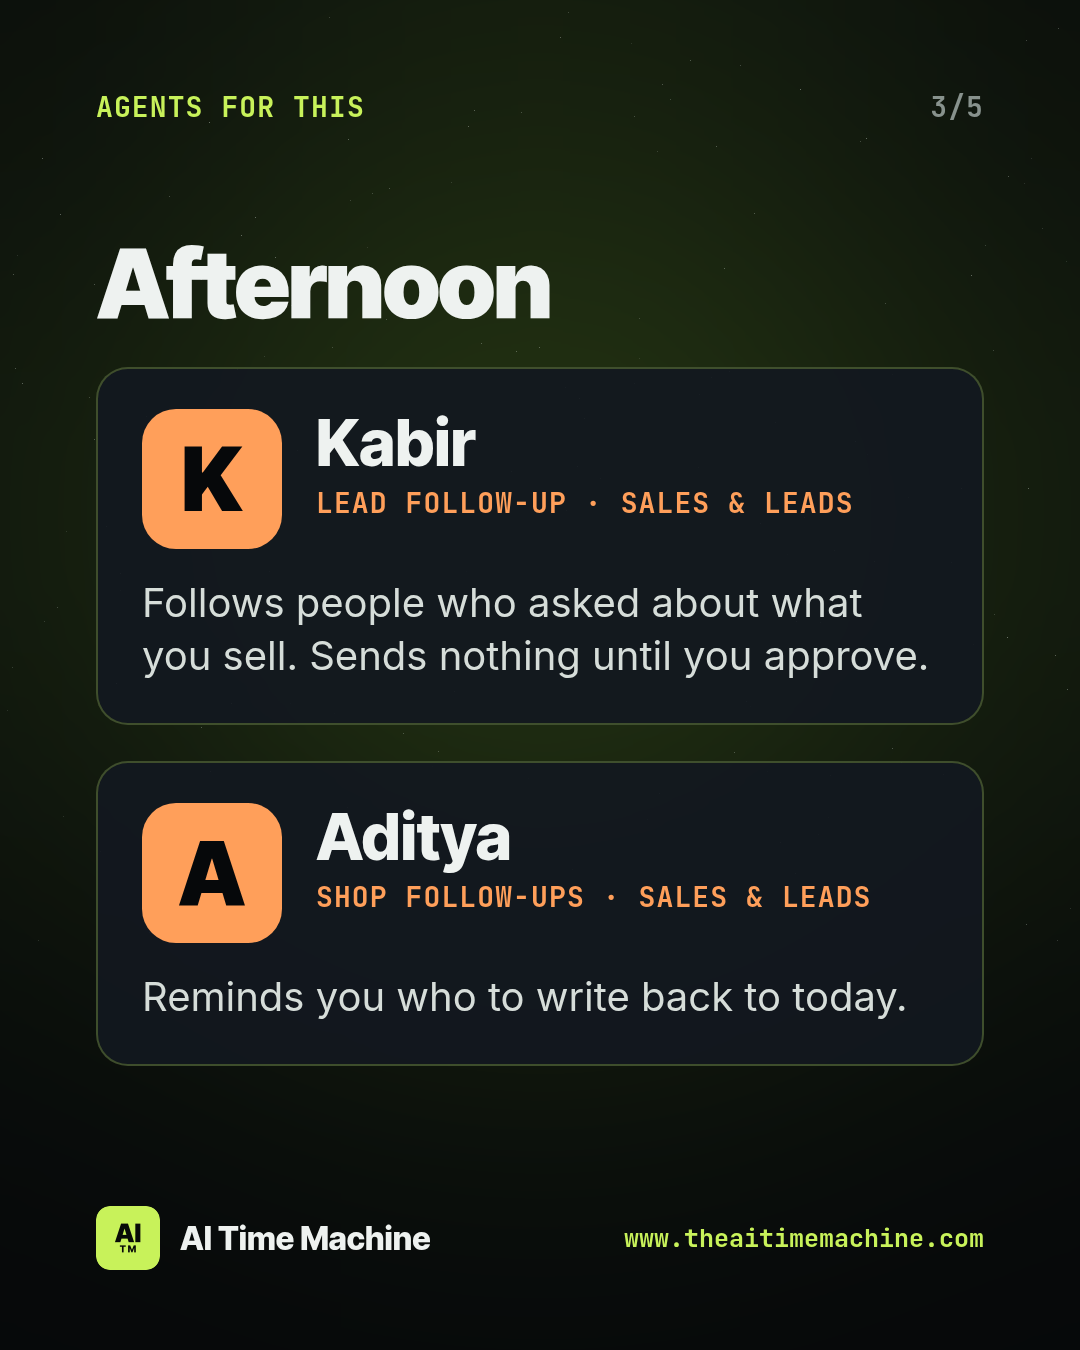 AGENTS FOR THIS
3/5
Afternoon
K
Kabir
LEAD FOLLOW-UP · SALES & LEADS
Follows people who asked about what
you sell. Sends nothing until you approve.
A
Aditya
SHOP FOLLOW-UPS · SALES & LEADS
Reminds you who to write back to today.
AI
TM
AI Time Machine
www.theaitimemachine.com